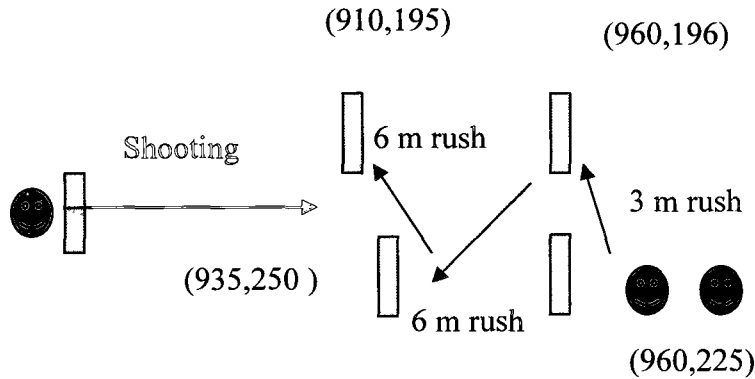 (910,195)
(960,196)
Shooting
6 m rush
3 m rush
(935,250 )
6 m rush
(960,225)